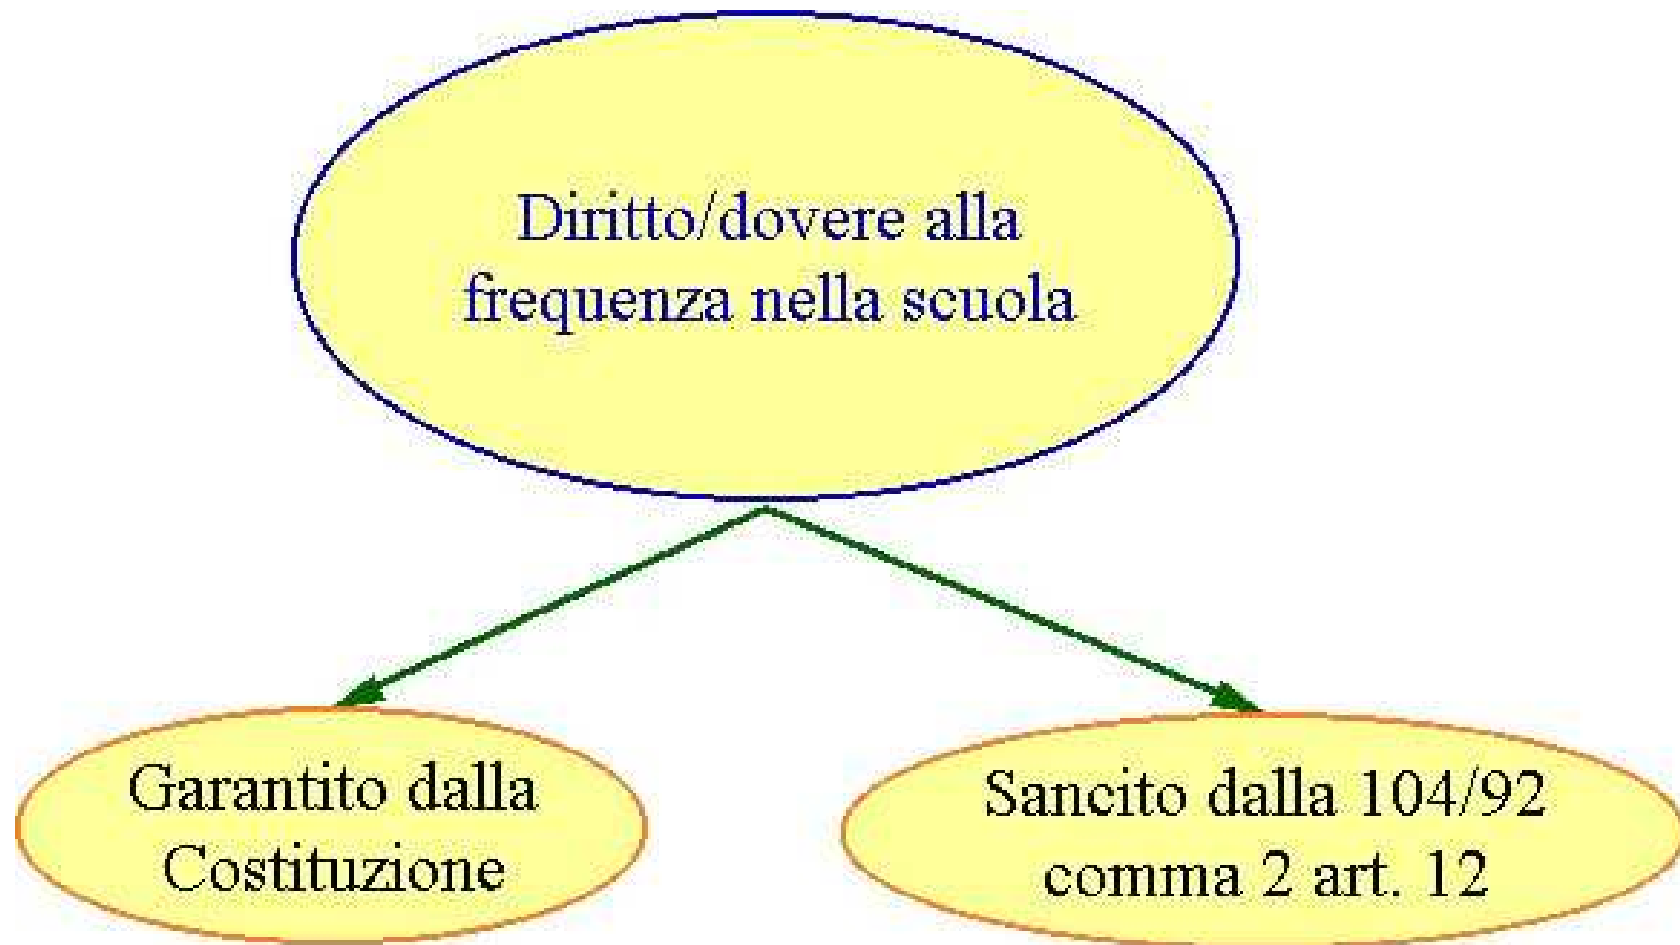 Diritto/dovere alla
frequenza nella scuola
Garantito dalla
Costituzione
Sancito dalla 104/92
comma 2 art. 12